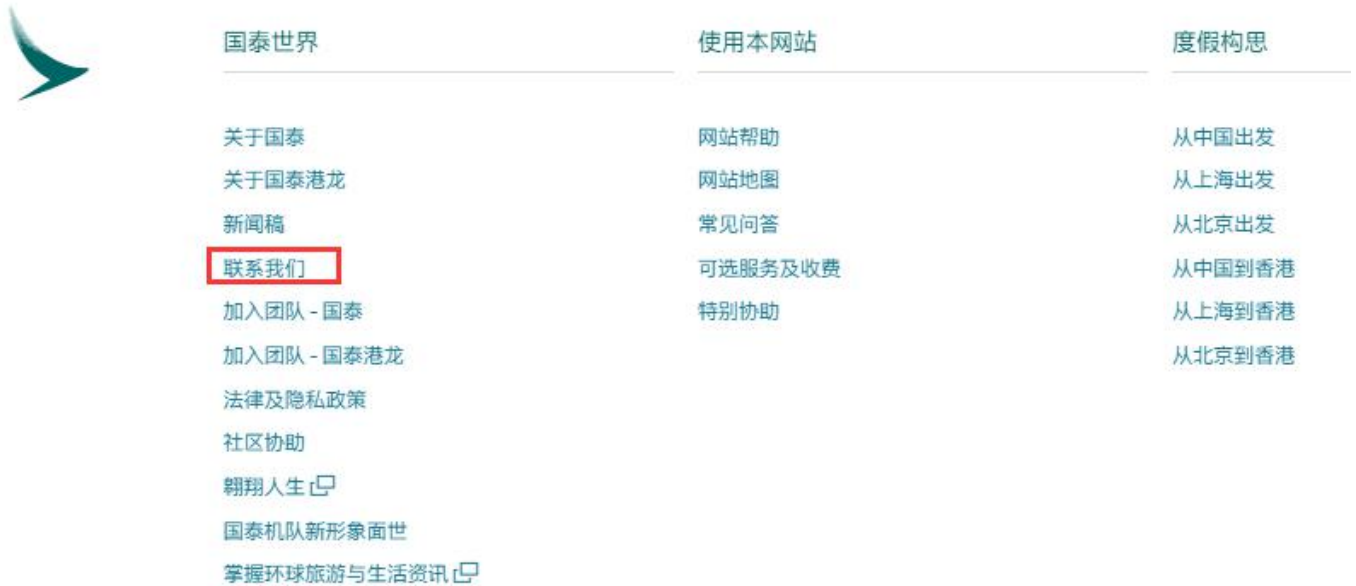 国泰世界
关于国泰
关于国泰港龙
新闻稿
联系我们
加入团队 - 国泰
加入团队 - 国泰港龙
法律及隐私政策
社区协助
翱翔人生
国泰机队新形象面世
掌握环球旅游与生活资讯
使用本网站
网站帮助
网站地图
常见问答
可选服务及收费
特别协助
度假构思
从中国出发
从上海出发
从北京出发
从中国到香港
从上海到香港
从北京到香港